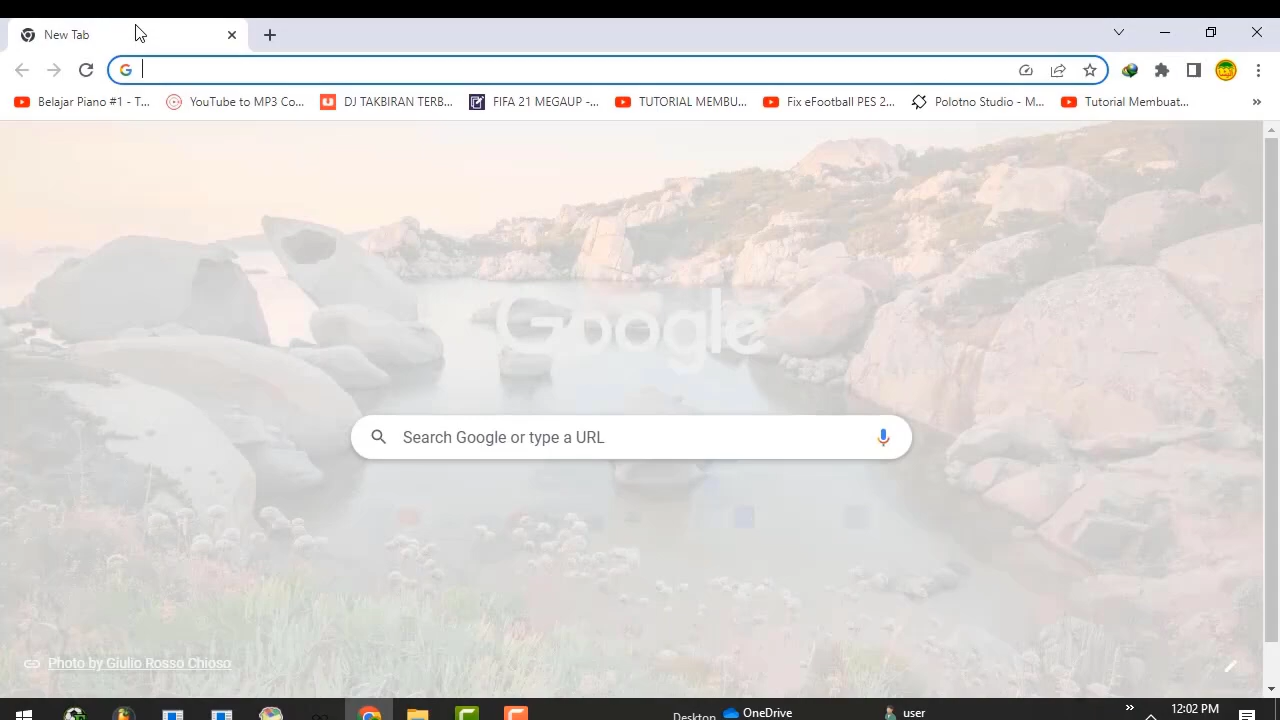 New Tab
Belajar Piano #1 - T...
YouTube to MP3 Co...
DJ TAKBIRAN TERB...
FIFA 21 MEGAUP -...
TUTORIAL MEMBU...
Fix eFootball PES 2...
Polotno Studio - M...
Tutorial Membuat...
»
Google
Search Google or type a URL
Photo by Giulio Rosso Chioso
Desktop
OneDrive
user
»
12:02 PM